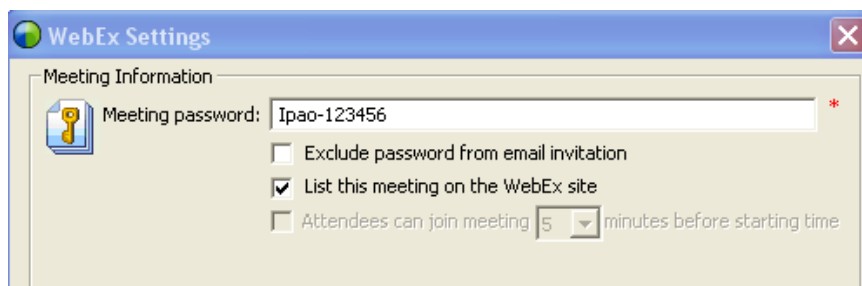 WebEx Settings
Meeting Information
Meeting password: Ipao-123456 *
Exclude password from email invitation
List this meeting on the WebEx site
Attendees can join meeting 5 minutes before starting time